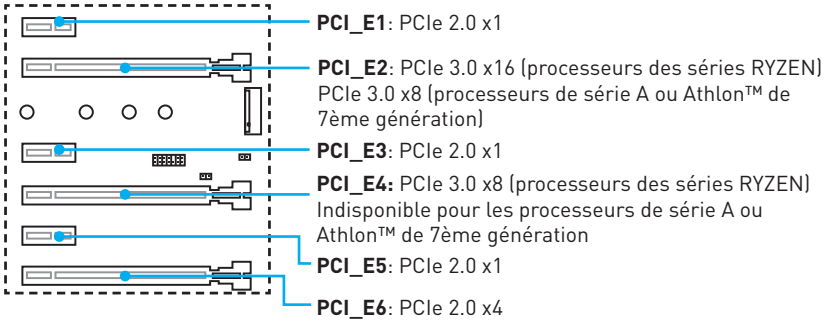 PCI_E1: PCIe 2.0 x1
PCI_E2: PCIe 3.0 x16 (processeurs des séries RYZEN)
PCIe 3.0 x8 (processeurs de série A ou Athlon™ de
7ème génération)
PCI_E3: PCIe 2.0 x1
PCI_E4: PCIe 3.0 x8 (processeurs des séries RYZEN)
Indisponible pour les processeurs de série A ou
Athlon™ de 7ème génération
PCI_E5: PCIe 2.0 x1
PCI_E6: PCIe 2.0 x4